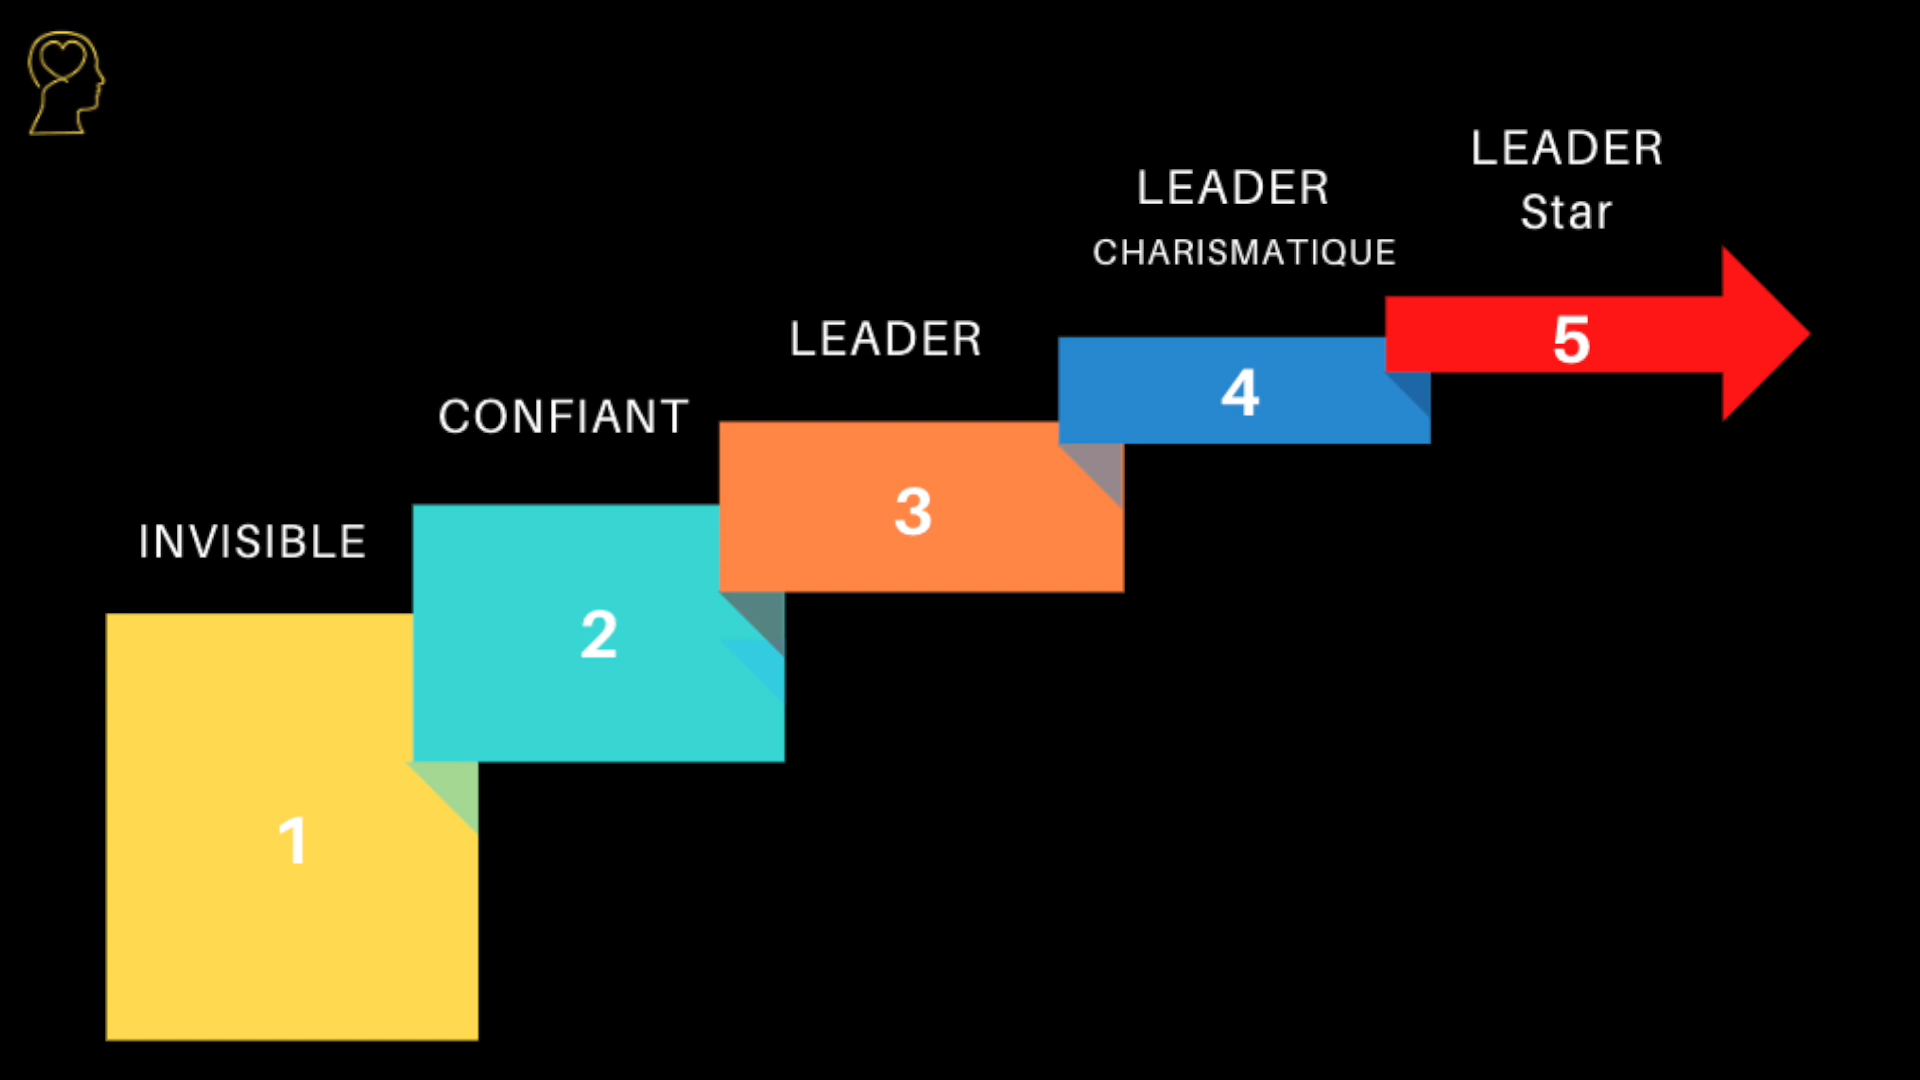 INVISIBLE
1
CONFIANT
2
LEADER
3
LEADER
CHARISMATIQUE
4
LEADER
Star
5